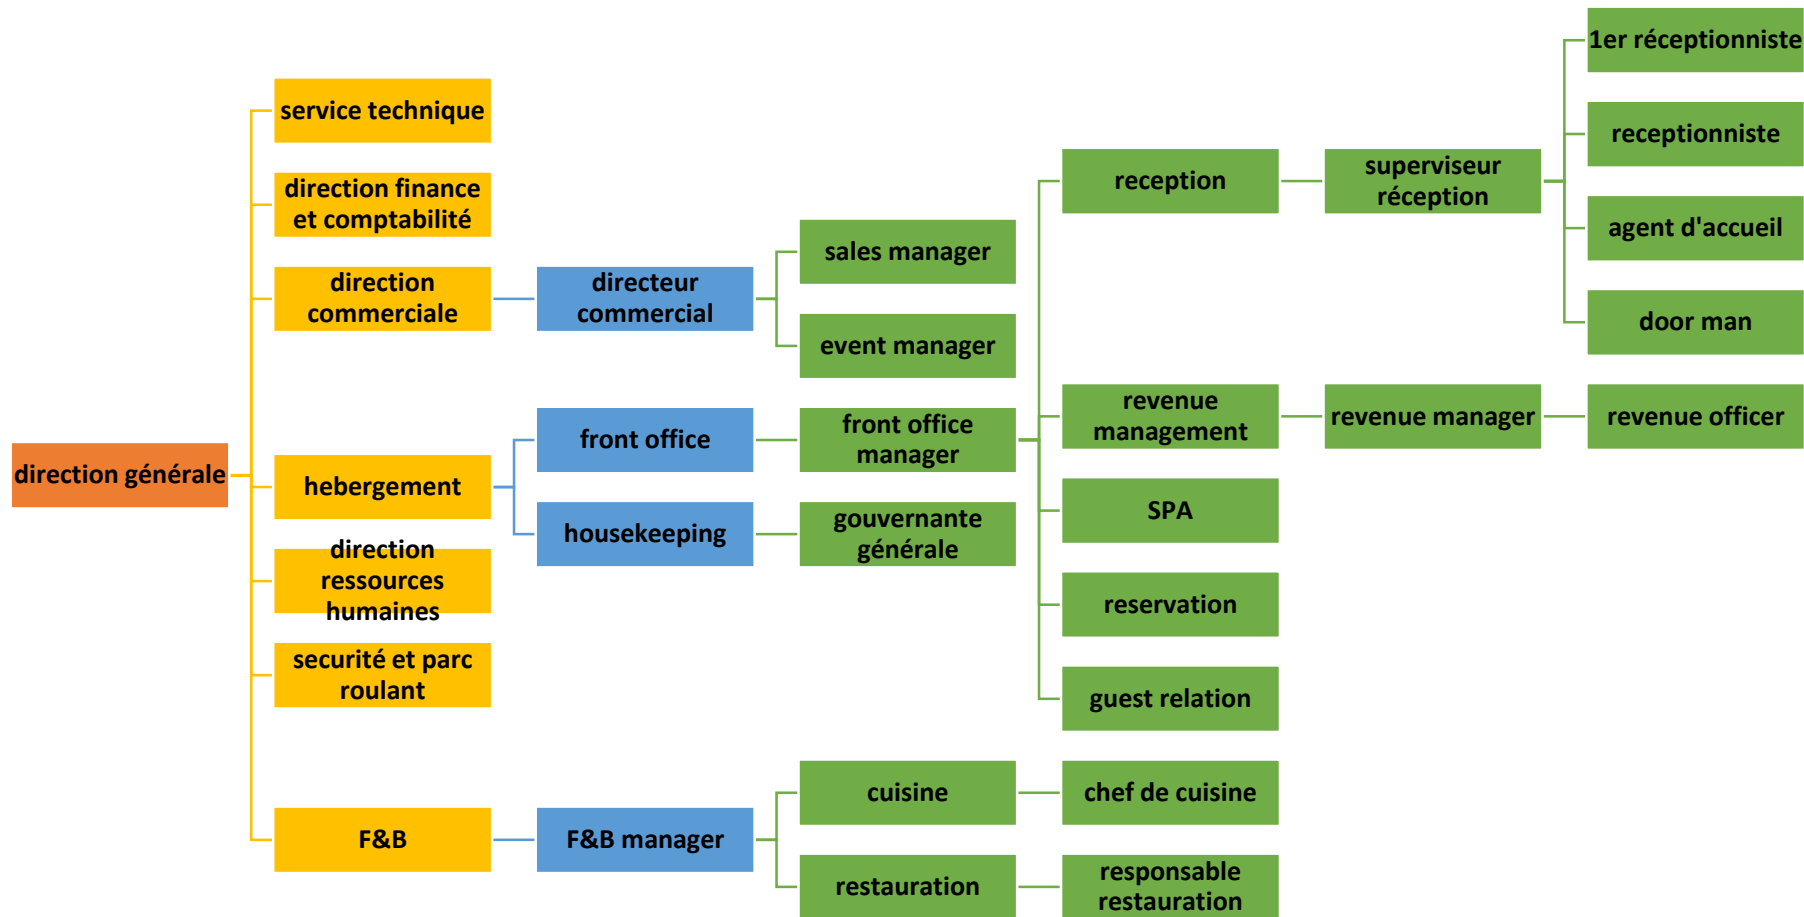 direction générale
service technique
direction finance
et comptabilité
direction
commerciale
hebergement
direction
ressources
humaines
securité et parc
roulant
F&B
directeur
commercial
front office
housekeeping
F&B manager
sales manager
event manager
front office
manager
gouvernante
générale
cuisine
restauration
reception
revenue
management
SPA
reservation
guest relation
chef de cuisine
responsable
restauration
superviseur
réception
revenue manager
1er réceptionniste
receptionniste
agent d'accueil
door man
revenue officer